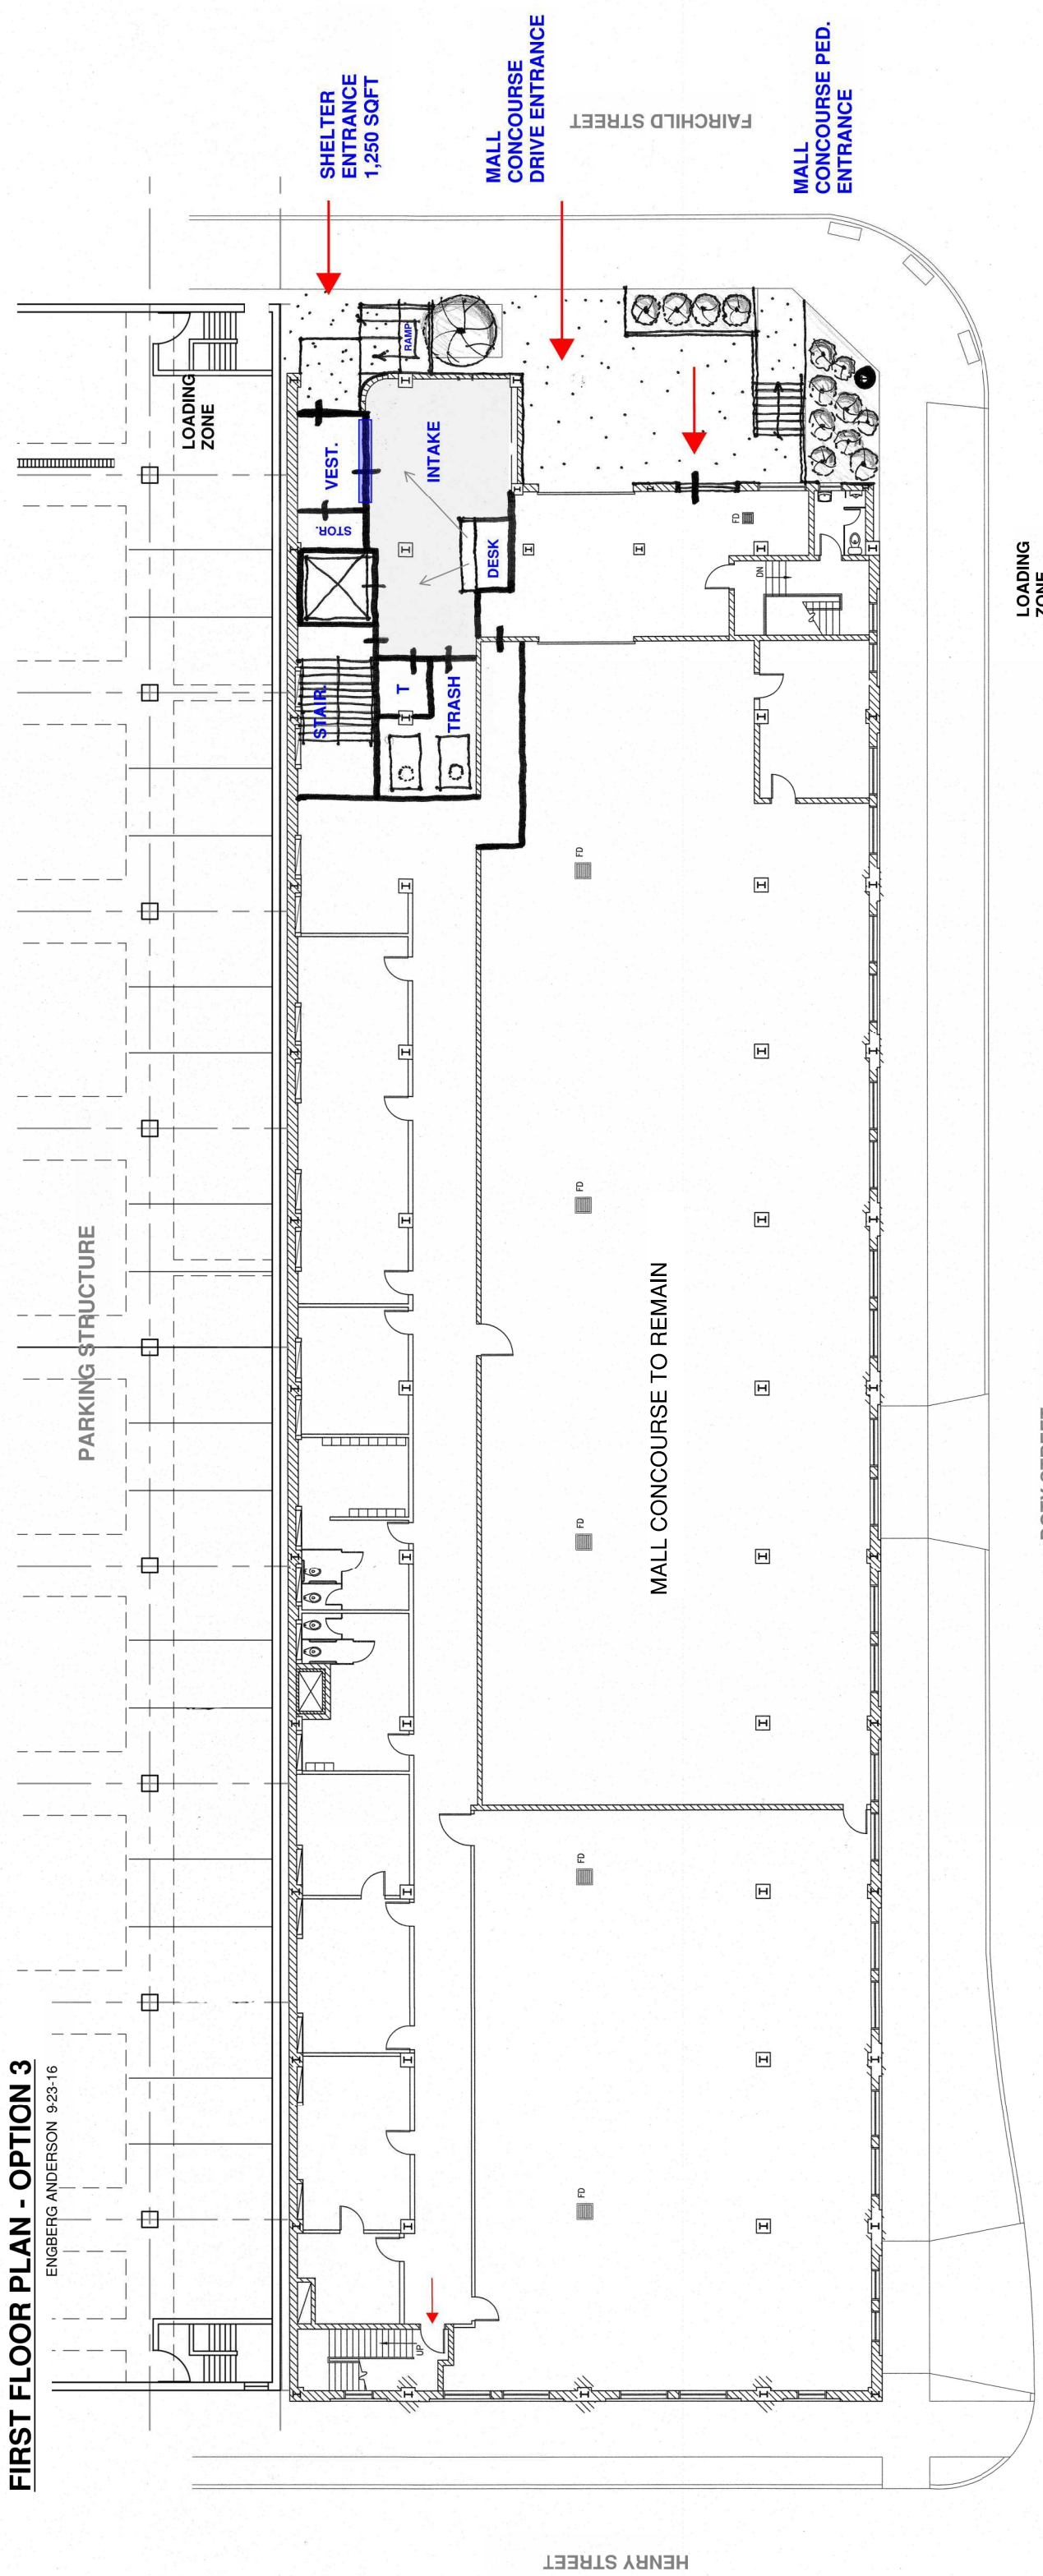 FIRST FLOOR PLAN - OPTION 3
ENGBERG ANDERSON 9-23-16
PARKING STRUCTURE
LOADING
ZONE
SHELTER
ENTRANCE
1,250 SQFT
MALL
CONCOURSE
DRIVE ENTRANCE
FAIRCHILD STREET
MALL
CONCOURSE PED.
ENTRANCE
RAMP
VEST.
INTAKE
STOR.
DESK
STAIR.
T
TRASH
FD
DN
FD
FD
FD
MALL CONCOURSE TO REMAIN
FD
FD
UP
LOADING
ZONE
HENRY STREET